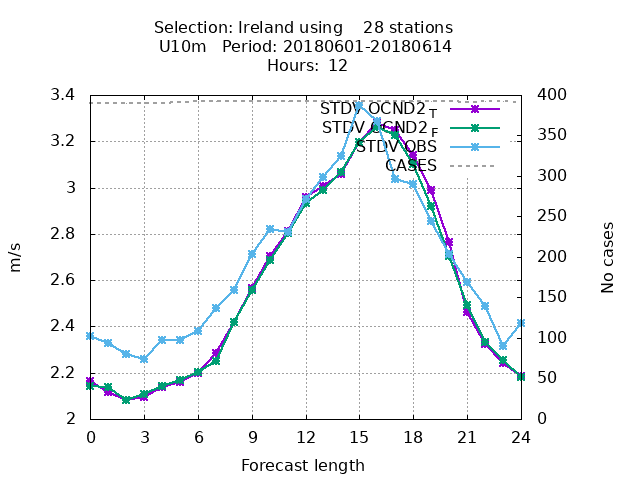 Selection: Ireland using    28 stations
U10m   Period: 20180601-20180614
Hours: 12
STDV OCND2_T
STDV OCND2_F
STDV OBS
CASES
3.4
3.2
3
2.8
2.6
2.4
2.2
2
400
350
300
250
200
150
100
50
0
m/s
No cases
0 3 6 9 12 15 18 21 24
Forecast length